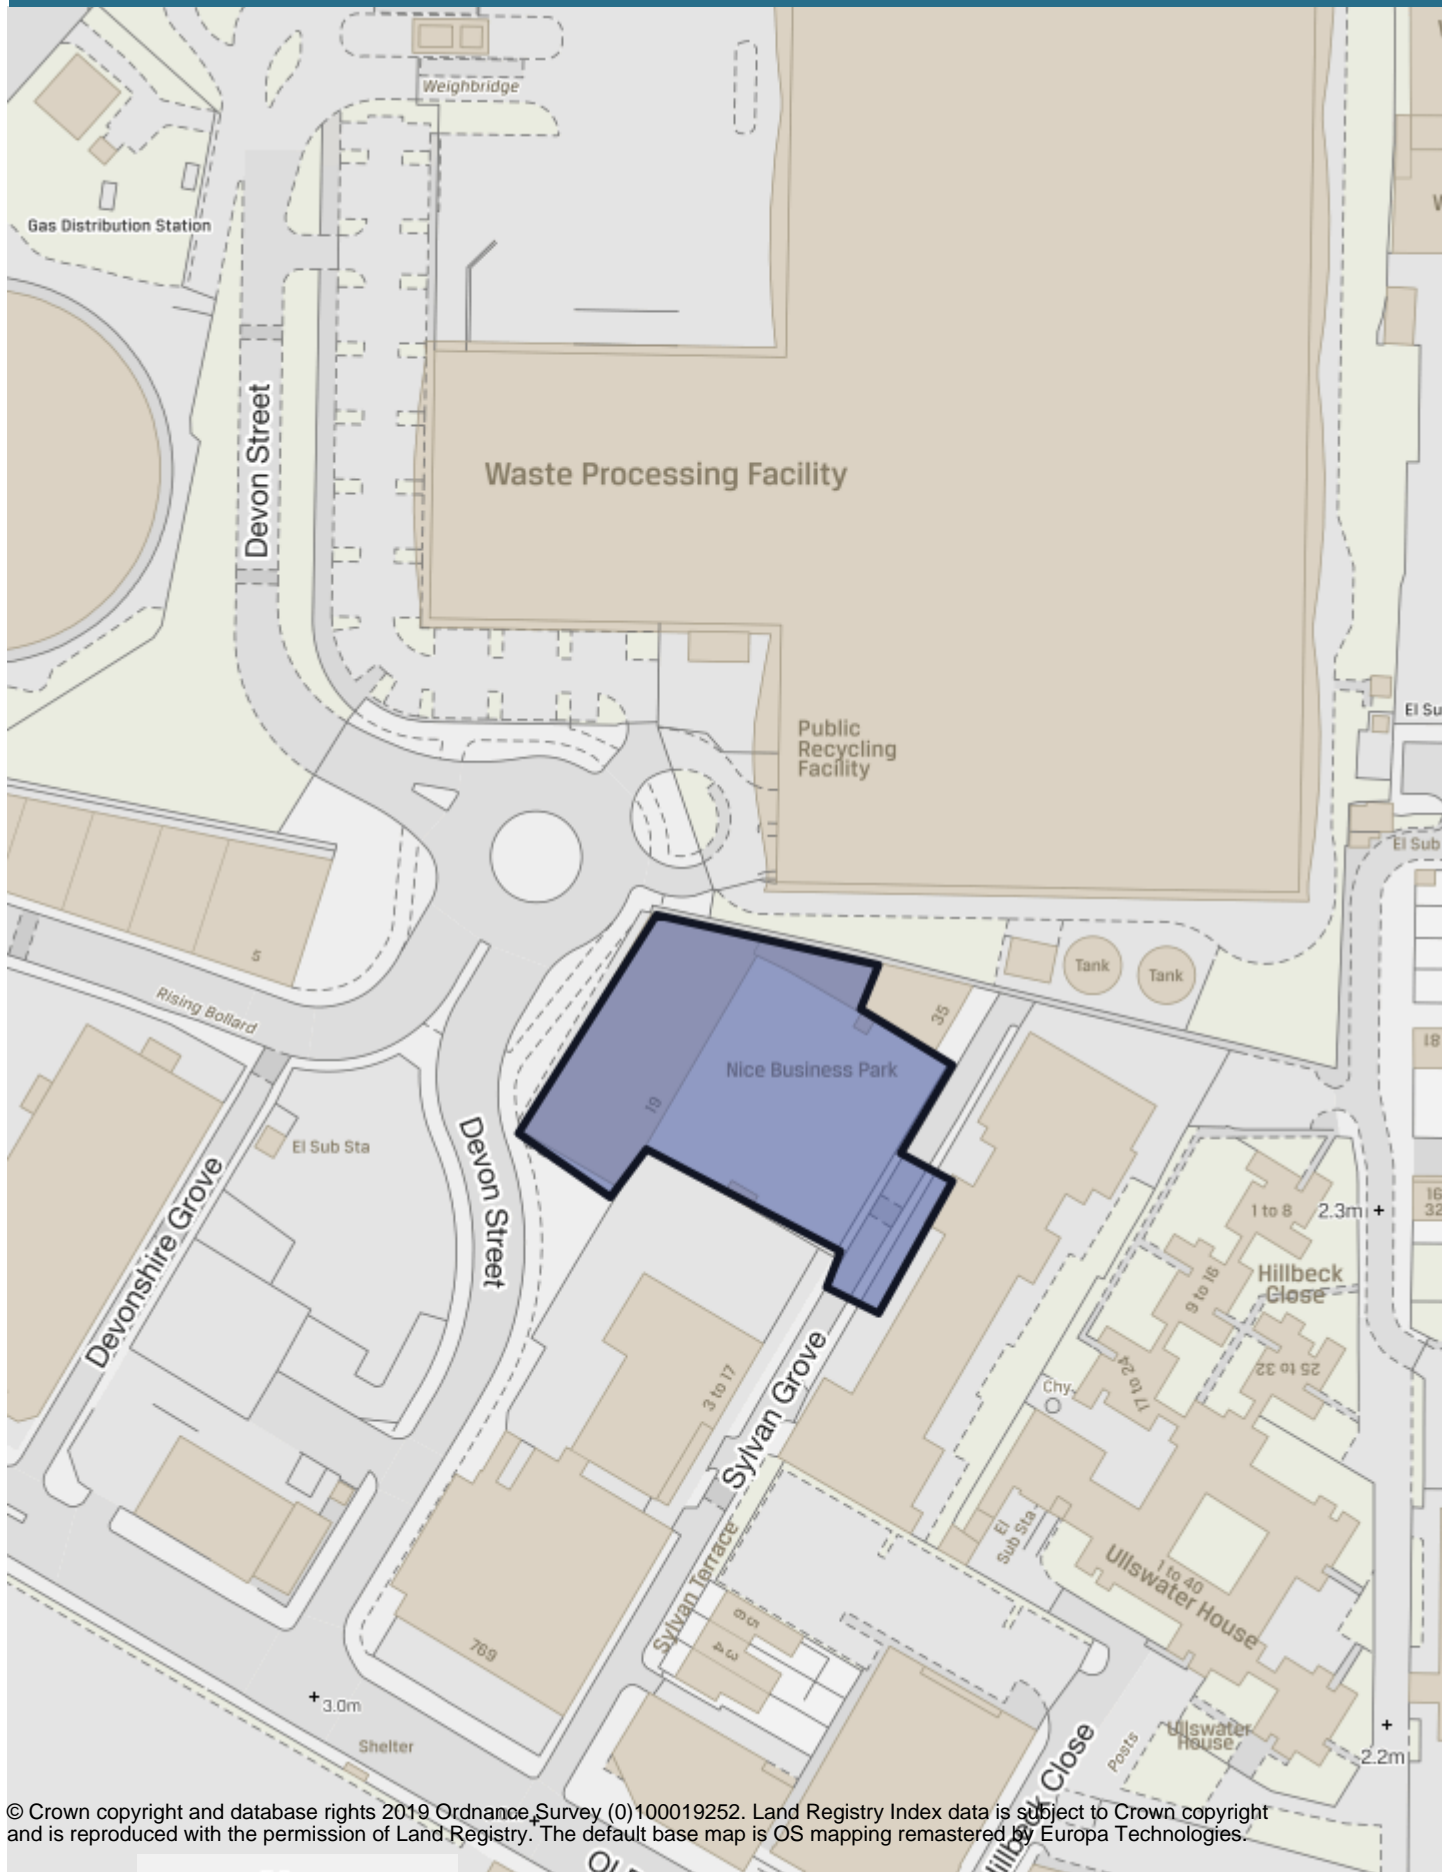 Weighbridge
Gas Distribution Station
Devon Street
Waste Processing Facility
Public
Recycling
Facility
El Su
El Sub
5
Rising Bollard
Tank
Tank
35
Nice Business Park
19
81
El Sub Sta
Devon Street
Devonshire Grove
1 to 8
2.3m
16
32
9 to 16
Hillbeck
Close
25 to 32
17 to 24
Chy
3 to 17
Sylvan Grove
El
Sub Sta
1 to 40
Ullswater House
Sylvan Terrace
5 6
3 4
769
3.0m
Shelter
Ullswater
House
Posts
2.2m
Hillbeck Close
© Crown copyright and database rights 2019 Ordnance Survey (0)100019252. Land Registry Index data is subject to Crown copyright
and is reproduced with the permission of Land Registry. The default base map is OS mapping remastered by Europa Technologies.